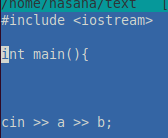 /home/hasana/text [
#include <iostream>
int main(){
cin >> a >> b;